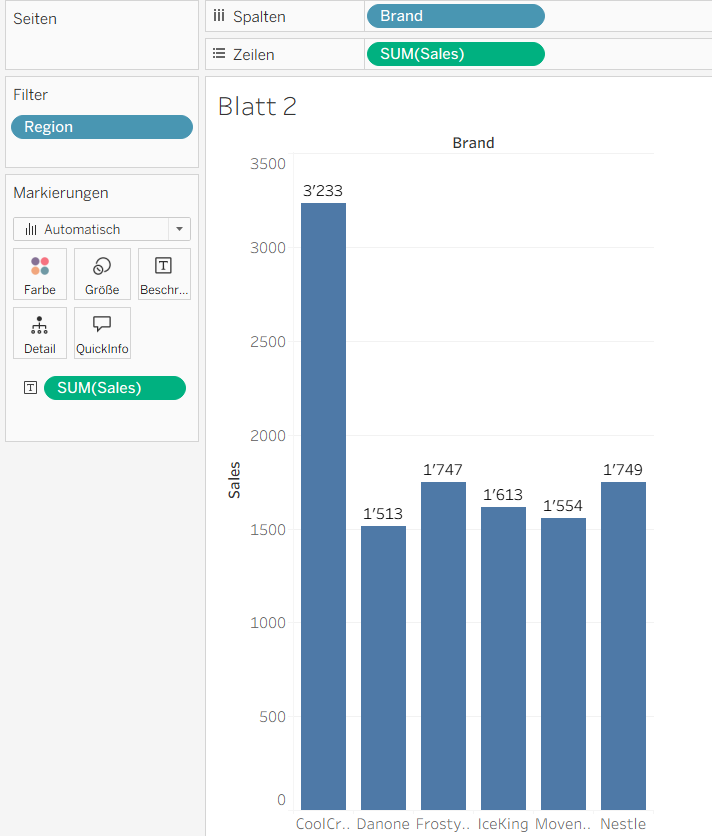 Seiten
Spalten
Brand
Zeilen
SUM(Sales)
Filter
Region
Markierungen
Automatisch
Farbe
Größe
Beschr...
Detail
QuickInfo
SUM(Sales)
Blatt 2
Brand
3500
3000
2500
2000
1500
1000
500
0
Sales
3’233
1’513
1’747
1’613
1’554
1’749
CoolCr.. Danone Frosty.. IceKing Moven.. Nestle